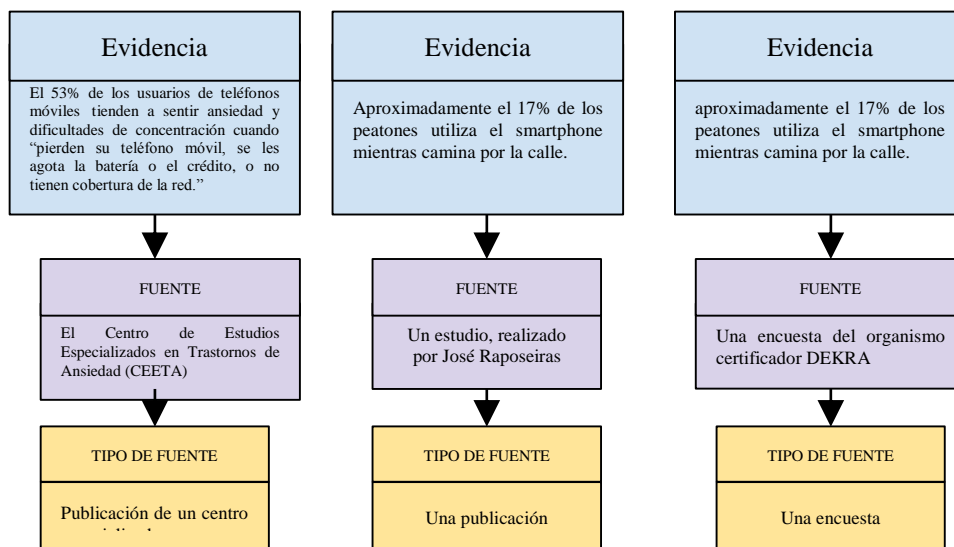 Evidencia
El 53% de los usuarios de teléfonos
móviles tienden a sentir ansiedad y
dificultades de concentración cuando
“pierden su teléfono móvil, se les
agota la batería o el crédito, o no
tienen cobertura de la red.”
FUENTE
El Centro de Estudios
Especializados en Trastornos de
Ansiedad (CEETA)
TIPO DE FUENTE
Publicación de un centro
Evidencia
Aproximadamente el 17% de los
peatones utiliza el smartphone
mientras camina por la calle.
FUENTE
Un estudio, realizado
por José Raposeiras
TIPO DE FUENTE
Una publicación
Evidencia
aproximadamente el 17% de los
peatones utiliza el smartphone
mientras camina por la calle.
FUENTE
Una encuesta del organismo
certificador DEKRA
TIPO DE FUENTE
Una encuesta